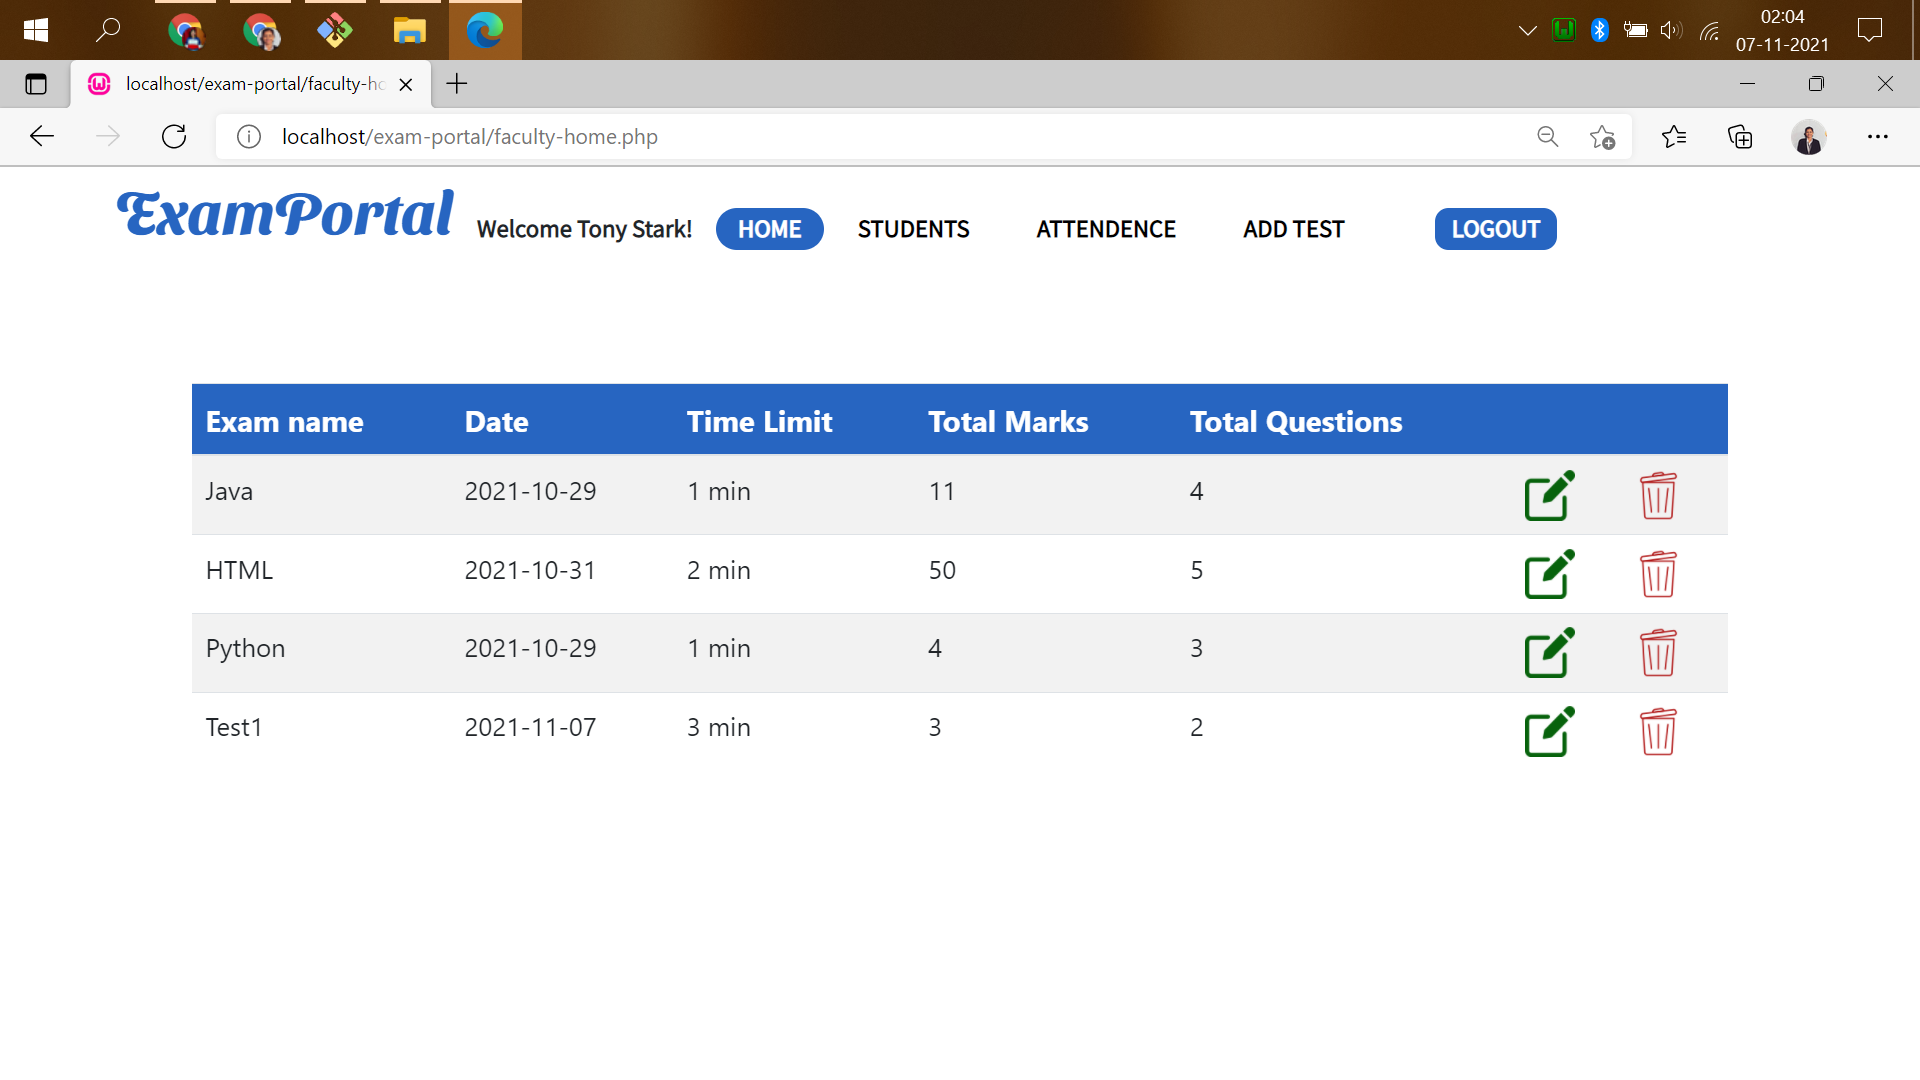 02:04
07-11-2021
localhost/exam-portal/faculty-ho
localhost/exam-portal/faculty-home.php
ExamPortal Welcome Tony Stark! HOME STUDENTS ATTENDENCE ADD TEST LOGOUT
Exam name Date Time Limit Total Marks Total Questions
Java 2021-10-29 1 min 11 4
HTML 2021-10-31 2 min 50 5
Python 2021-10-29 1 min 4 3
Test1 2021-11-07 3 min 3 2